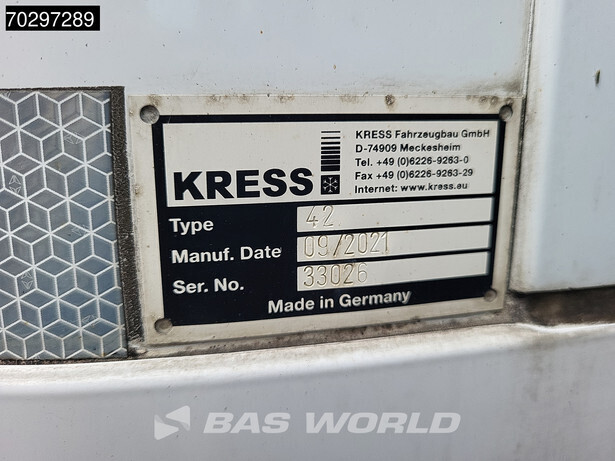 70297289
KRESS Fahrzeugbau GmbH
D-74909 Meckesheim
Tel. +49 (0)6226-9263-0
Fax +49 (0)6226-9263-29
Internet: www.kress.eu
KRESS
Type 42
Manuf. Date 09/2021
Ser. No. 33026
Made in Germany
BAS WORLD